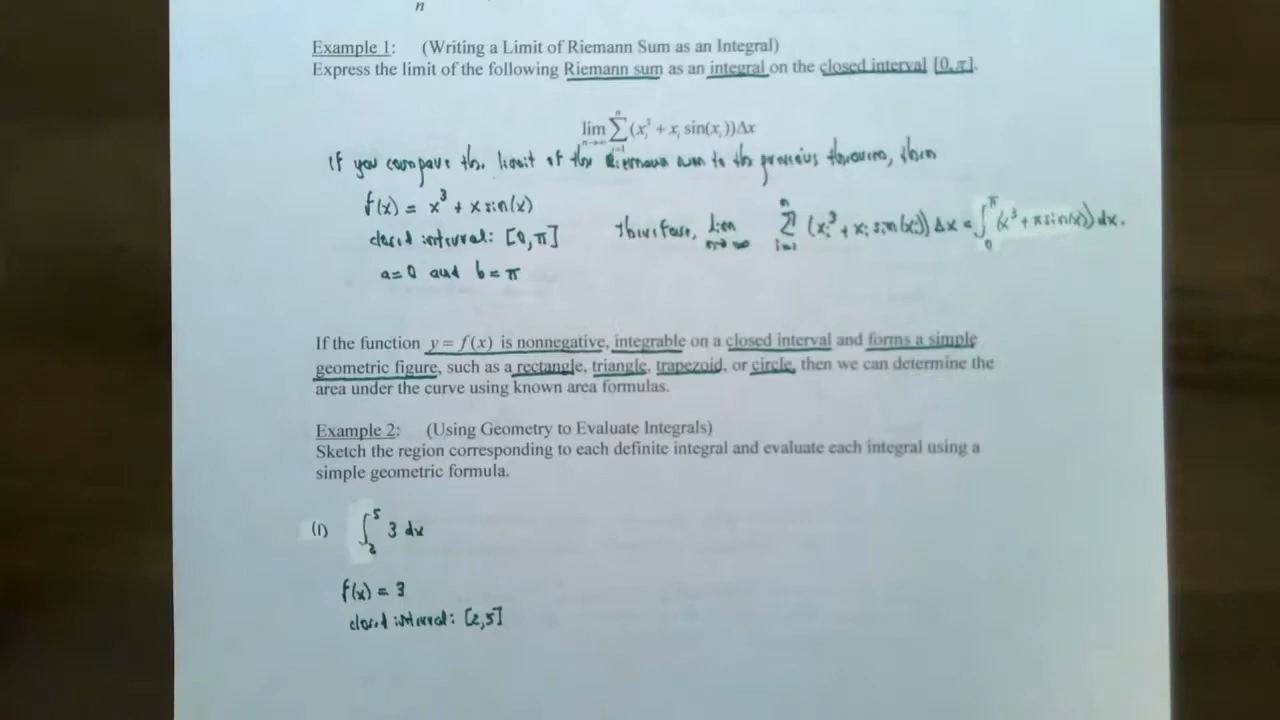 n
Example 1: (Writing a Limit of Riemann Sum as an Integral)
Express the limit of the following Riemann sum as an integral on the closed interval [0, π].
lim n→∞ ∑ i=1 n (xᵢ³ + xᵢ sin(xᵢ))Δx
If you compare the limit of the Riemann sum to the previous theorem, then
f(x) = x³ + x sin(x)
closed interval: [0, π]
a=0 and b=π
therefore, lim n→∞ ∑ i=1 n (xᵢ³ + xᵢ sin(xᵢ)) Δx = ∫₀^π (x³ + x sin(x)) dx.
If the function y = f(x) is nonnegative, integrable on a closed interval and forms a simple
geometric figure, such as a rectangle, triangle, trapezoid, or circle, then we can determine the
area under the curve using known area formulas.
Example 2: (Using Geometry to Evaluate Integrals)
Sketch the region corresponding to each definite integral and evaluate each integral using a
simple geometric formula.
(1) ∫₂⁵ 3 dx
f(x) = 3
closed interval: [2,5]